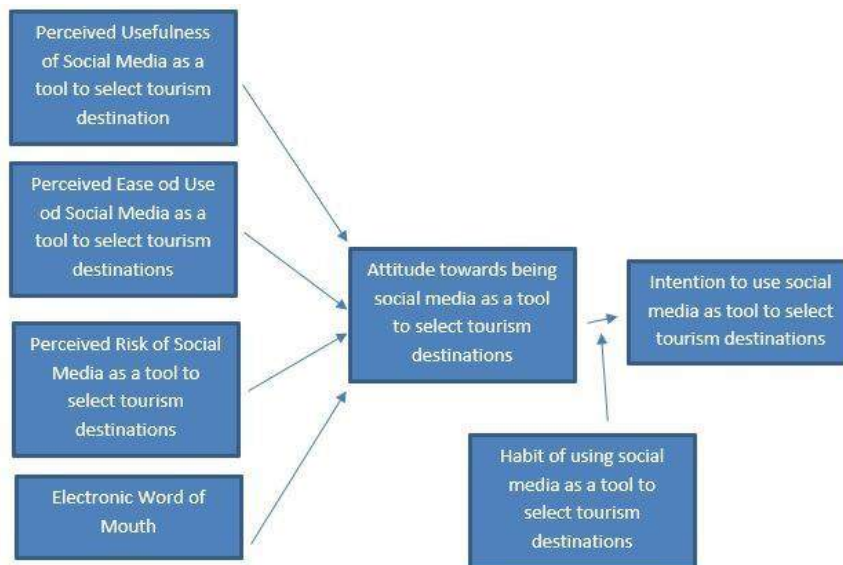 Perceived Usefulness
of Social Media as a
tool to select tourism
destination
Perceived Ease od Use
od Social Media as a
tool to select tourism
destinations
Perceived Risk of Social
Media as a tool to
select tourism
destinations
Electronic Word of
Mouth
Attitude towards being
social media as a tool
to select tourism
destinations
Intention to use social
media as tool to select
tourism destinations
Habit of using social
media as a tool to
select tourism
destinations